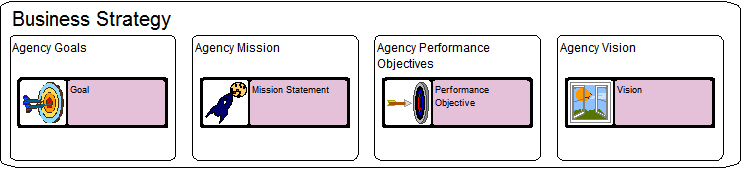 Business Strategy
Agency Goals
Goal
Agency Mission
Mission Statement
Agency Performance
Objectives
Performance
Objective
Agency Vision
Vision